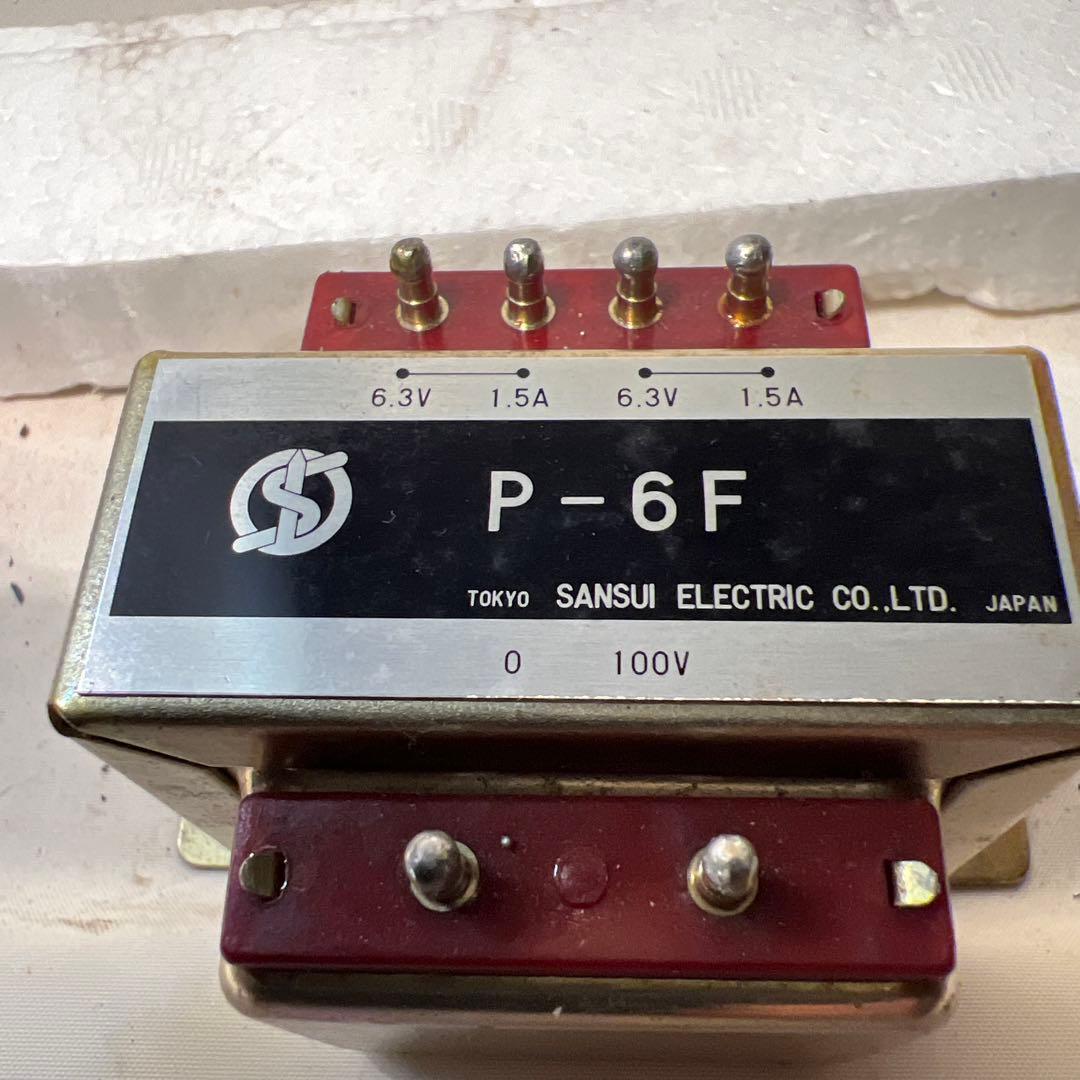 6.3V 1.5A 6.3V 1.5A
P-6F
TOKYO SANSUI ELECTRIC CO.,LTD. JAPAN
0 100V